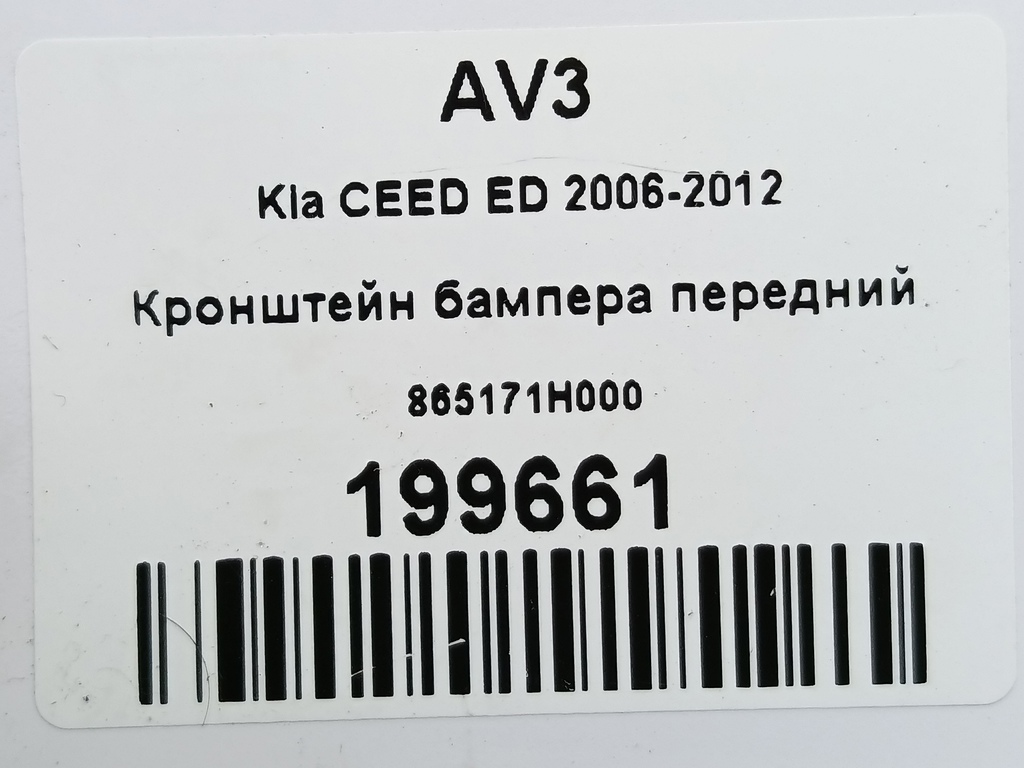 AV3
Kia CEED ED 2006-2012
Кронштейн бампера передний
865171H000
199661